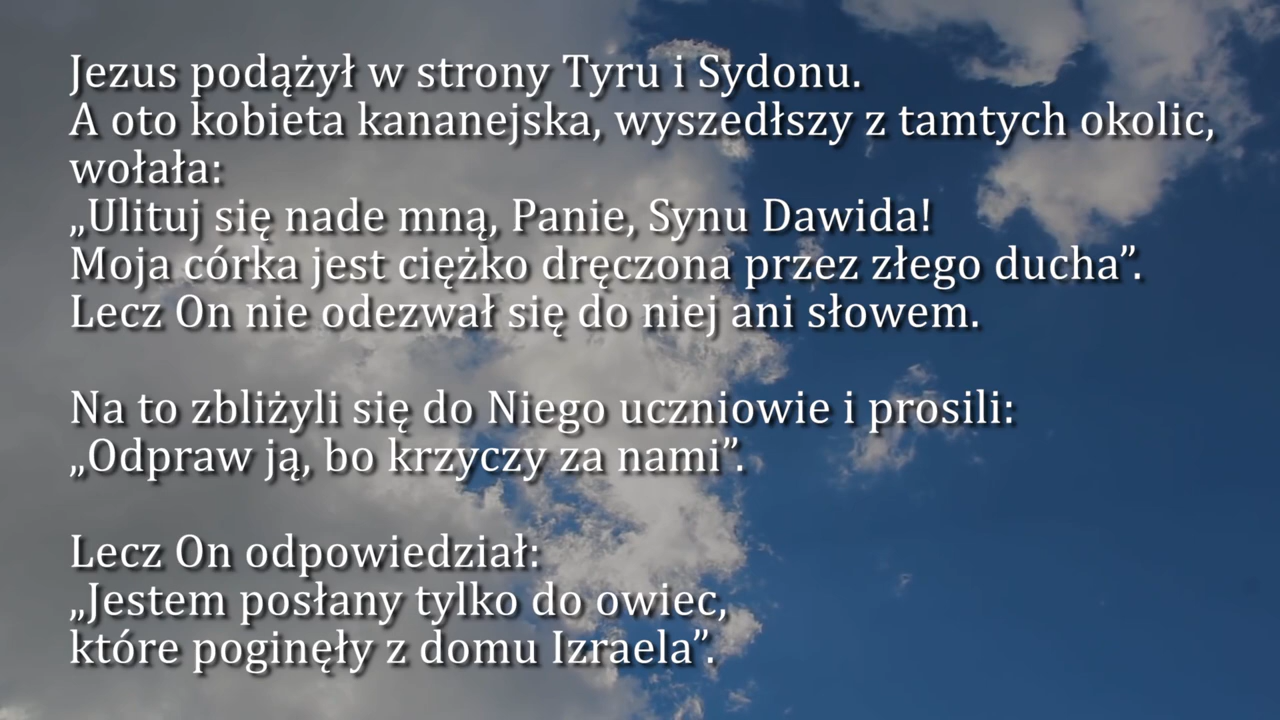 Jezus podążył w strony Tyru i Sydonu.
A oto kobieta kananejska, wyszedłszy z tamtych okolic,
wołała:
„Ulituj się nade mną, Panie, Synu Dawida!
Moja córka jest ciężko dręczona przez złego ducha”.
Lecz On nie odezwał się do niej ani słowem.
Na to zbliżyli się do Niego uczniowie i prosili:
„Odpraw ją, bo krzyczy za nami”.
Lecz On odpowiedział:
„Jestem posłany tylko do owiec,
które poginęły z domu Izraela”.